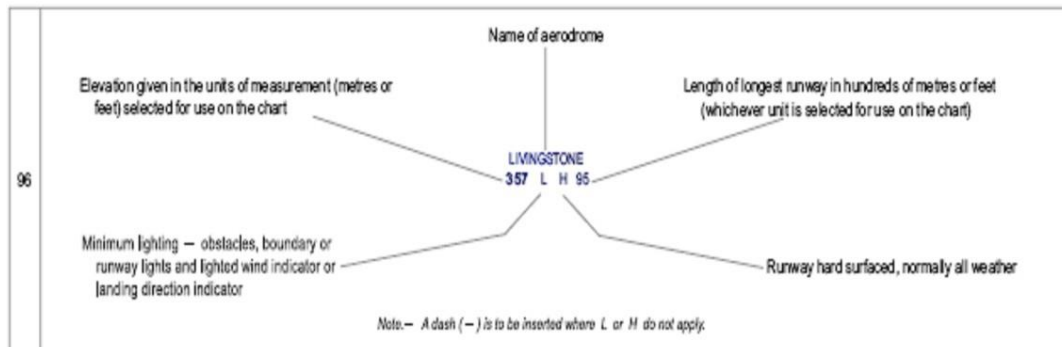 Name of aerodrome
Elevation given in the units of measurement (metres or
feet) selected for use on the chart
Length of longest runway in hundreds of metres or feet
(whichever unit is selected for use on the chart)
96
LIVINGSTONE
357 L H 95
Minimum lighting — obstacles, boundary or
runway lights and lighted wind indicator or
landing direction indicator
Runway hard surfaced, normally all weather
Note.— A dash (—) is to be inserted where L or H do not apply.